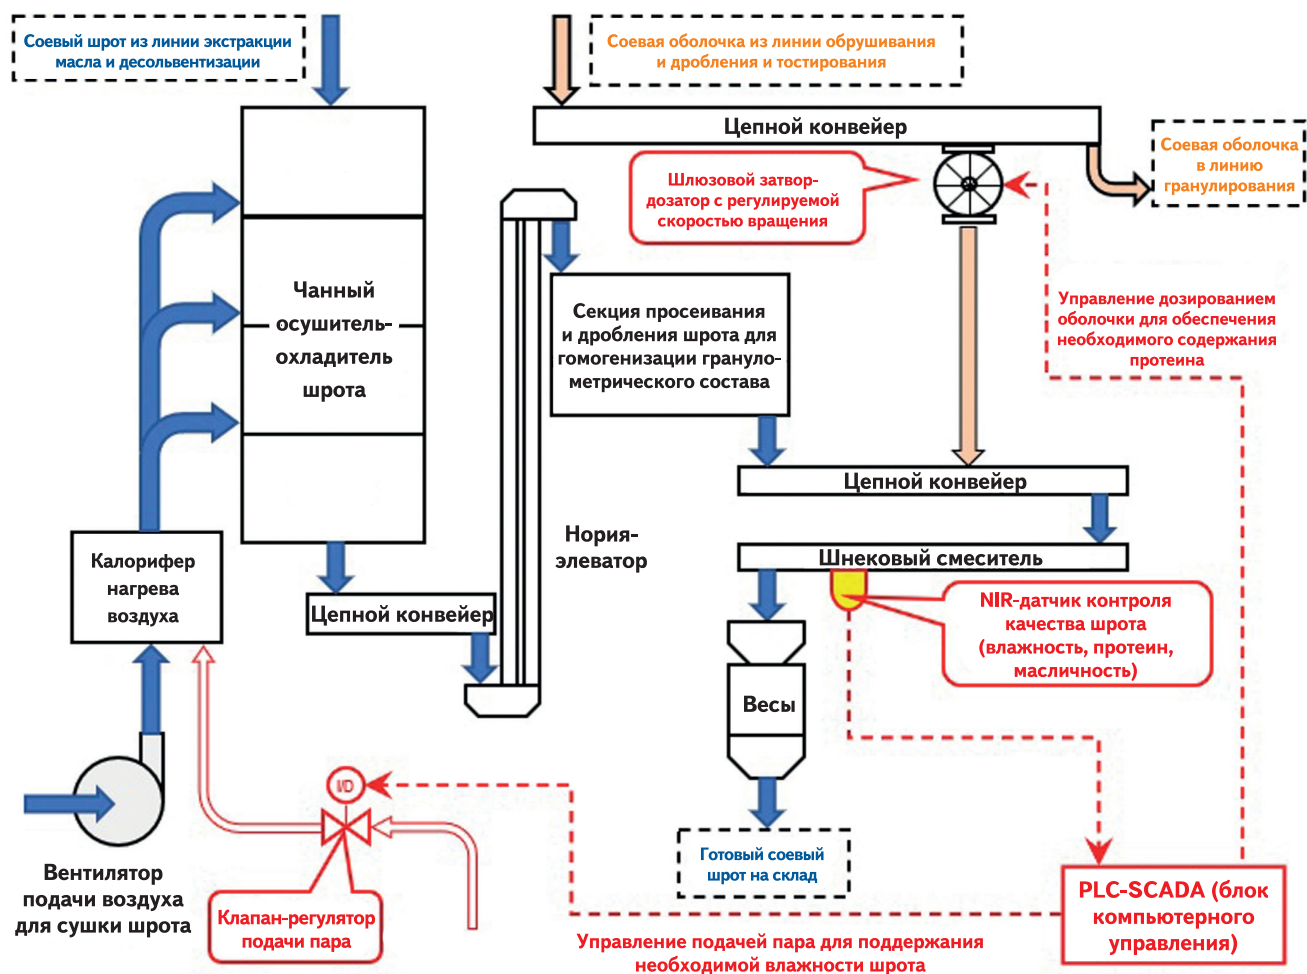 Соевый шрот из линии экстракции
масла и десольвентизации
Соевая оболочка из линии обрушивания
и дробления и тостирования
Цепной конвейер
Соевая оболочка
в линию
гранулирования
Шлюзовой затвор-
дозатор с регулируемой
скоростью вращения
Чанный
осушитель-
охладитель
шрота
Секция просеивания
и дробления шрота для
гомогенизации грануло-
метрического состава
Управление дозированием
оболочки для обеспечения
необходимого содержания
протеина
Цепной конвейер
Нория-
элеватор
Шнековый смеситель
Калорифер
нагрева
воздуха
Цепной конвейер
NIR-датчик контроля
качества шрота
(влажность, протеин,
масличность)
Весы
I/D
Готовый соевый
шрот на склад
Вентилятор
подачи воздуха
для сушки шрота
Клапан-регулятор
подачи пара
PLC-SCADA (блок
компьютерного
управления)
Управление подачей пара для поддержания
необходимой влажности шрота